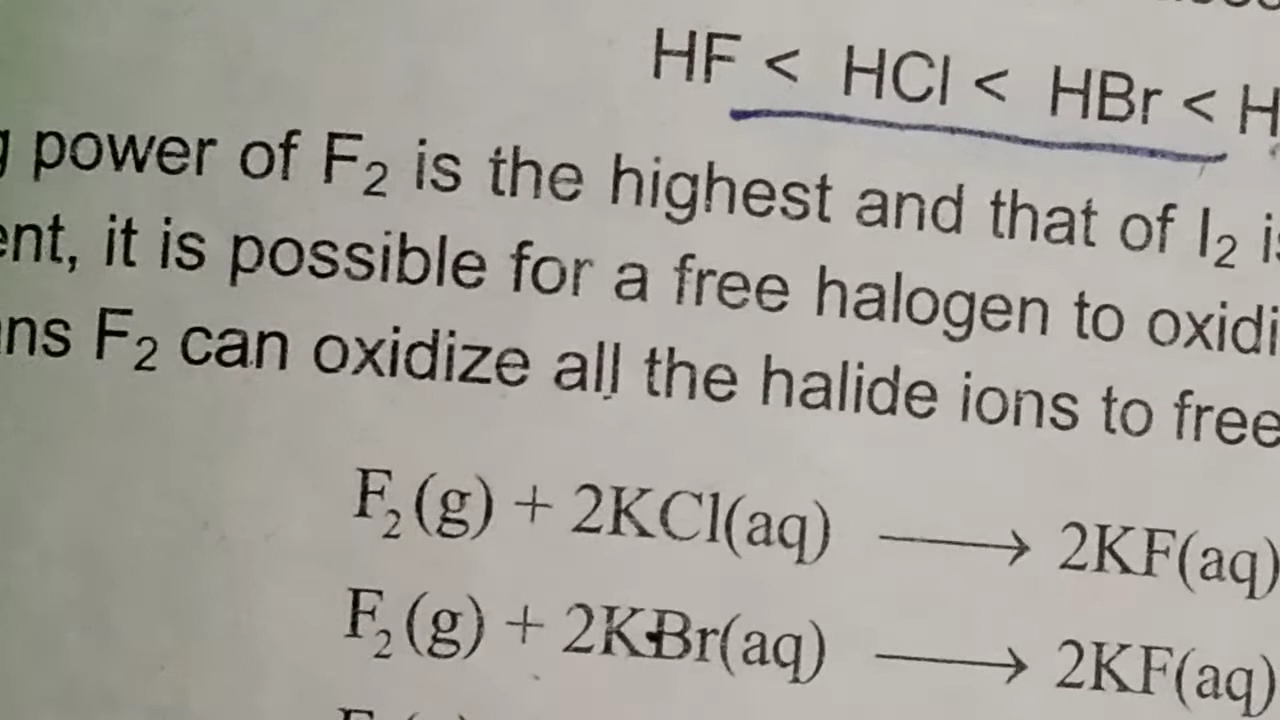 HF < HCl < HBr < H
power of F₂ is the highest and that of I₂ is
it is possible for a free halogen to oxidi
F₂ can oxidize all the halide ions to free
F₂(g) + 2KCl(aq) ⟶ 2KF(aq)
F₂(g) + 2KBr(aq) ⟶ 2KF(aq)